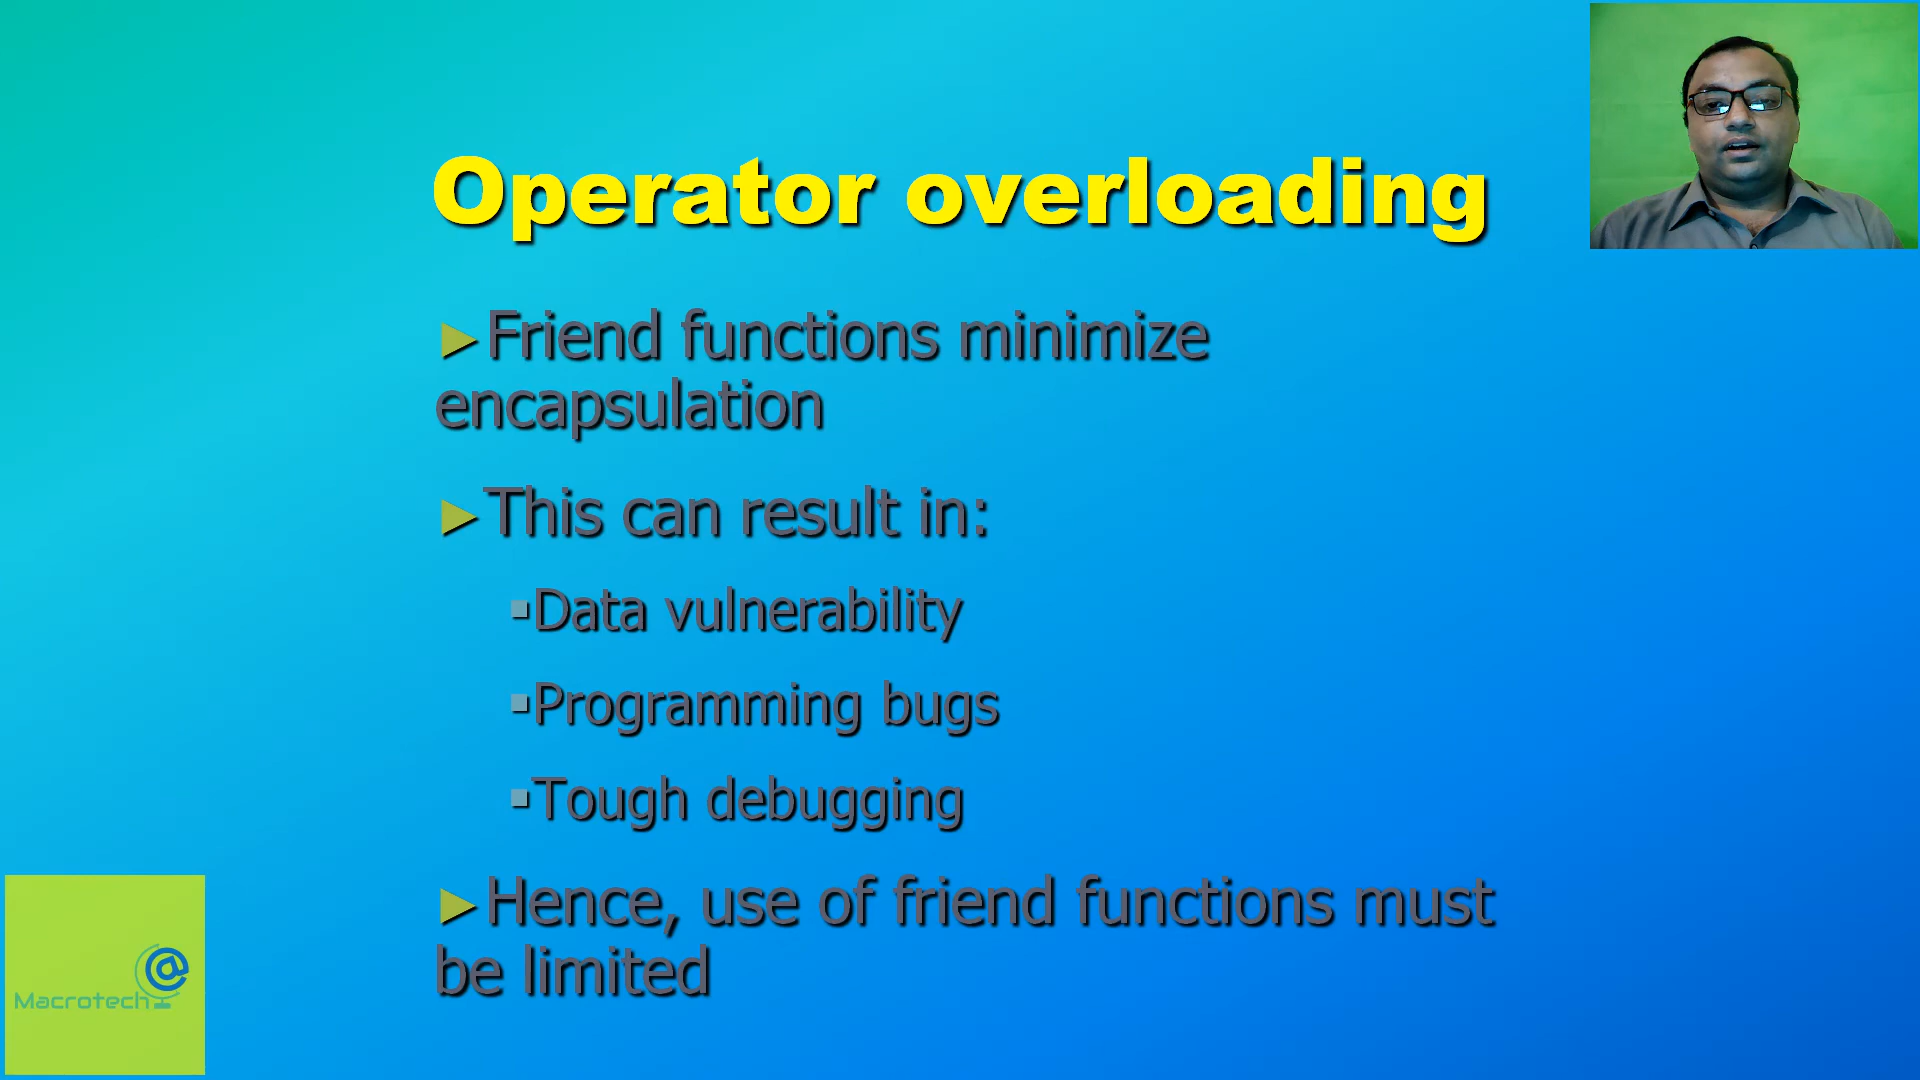 Operator overloading
►Friend functions minimize
encapsulation
►This can result in:
▪Data vulnerability
▪Programming bugs
▪Tough debugging
►Hence, use of friend functions must
be limited
@
Macrotech